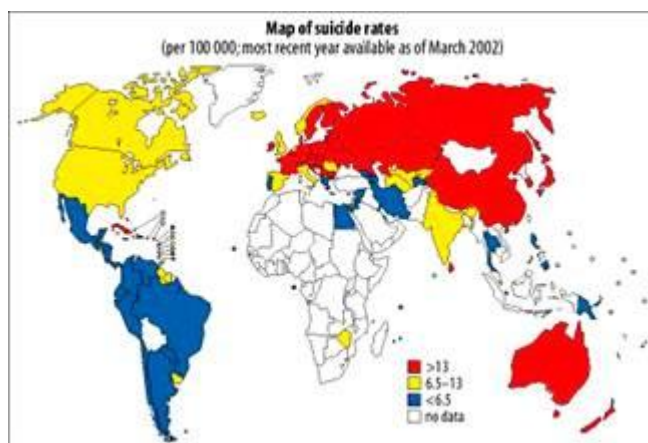 Map of suicide rates
(per 100 000; most recent year available as of March 2002)
>13
6.5–13
<6.5
no data